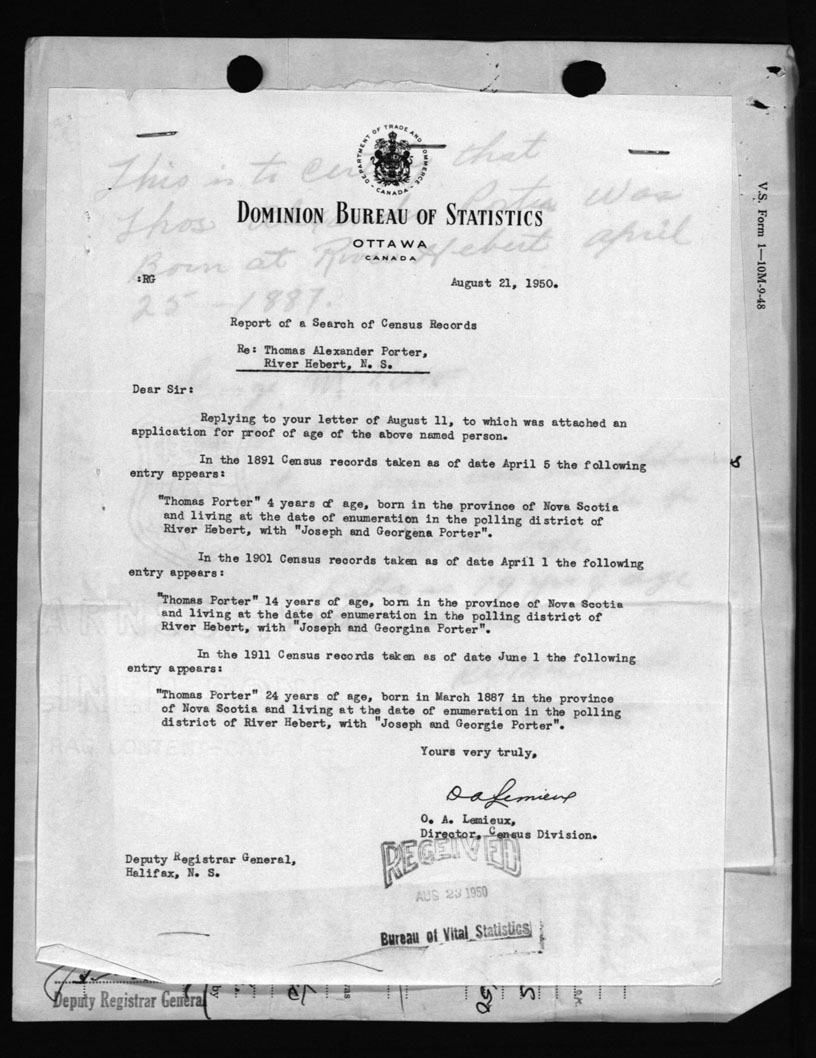 DEPARTMENT OF TRADE AND COMMERCE
CANADA
DOMINION BUREAU OF STATISTICS
OTTAWA
CANADA
This is to that
Thos Was
Born at River Hebert April
25 - 1887.
V.S. Form 1—10M-9-48
:RG
August 21, 1950.
Report of a Search of Census Records
Re: Thomas Alexander Porter,
River Hebert, N. S.
Dear Sir:
Replying to your letter of August 11, to which was attached an
application for proof of age of the above named person.
In the 1891 Census records taken as of date April 5 the following
entry appears:
"Thomas Porter" 4 years of age, born in the province of Nova Scotia
and living at the date of enumeration in the polling district of
River Hebert, with "Joseph and Georgena Porter".
In the 1901 Census records taken as of date April 1 the following
entry appears:
"Thomas Porter" 14 years of age, born in the province of Nova Scotia
and living at the date of enumeration in the polling district of
River Hebert, with "Joseph and Georgina Porter".
In the 1911 Census records taken as of date June 1 the following
entry appears:
"Thomas Porter" 24 years of age, born in March 1887 in the province
of Nova Scotia and living at the date of enumeration in the polling
district of River Hebert, with "Joseph and Georgie Porter".
Yours very truly,
O A Lemieux
O. A. Lemieux,
Director, Census Division.
Deputy Registrar General,
Halifax, N. S.
RECEIVED
AUG 23 1950
Bureau of Vital Statistics
Deputy Registrar General
by